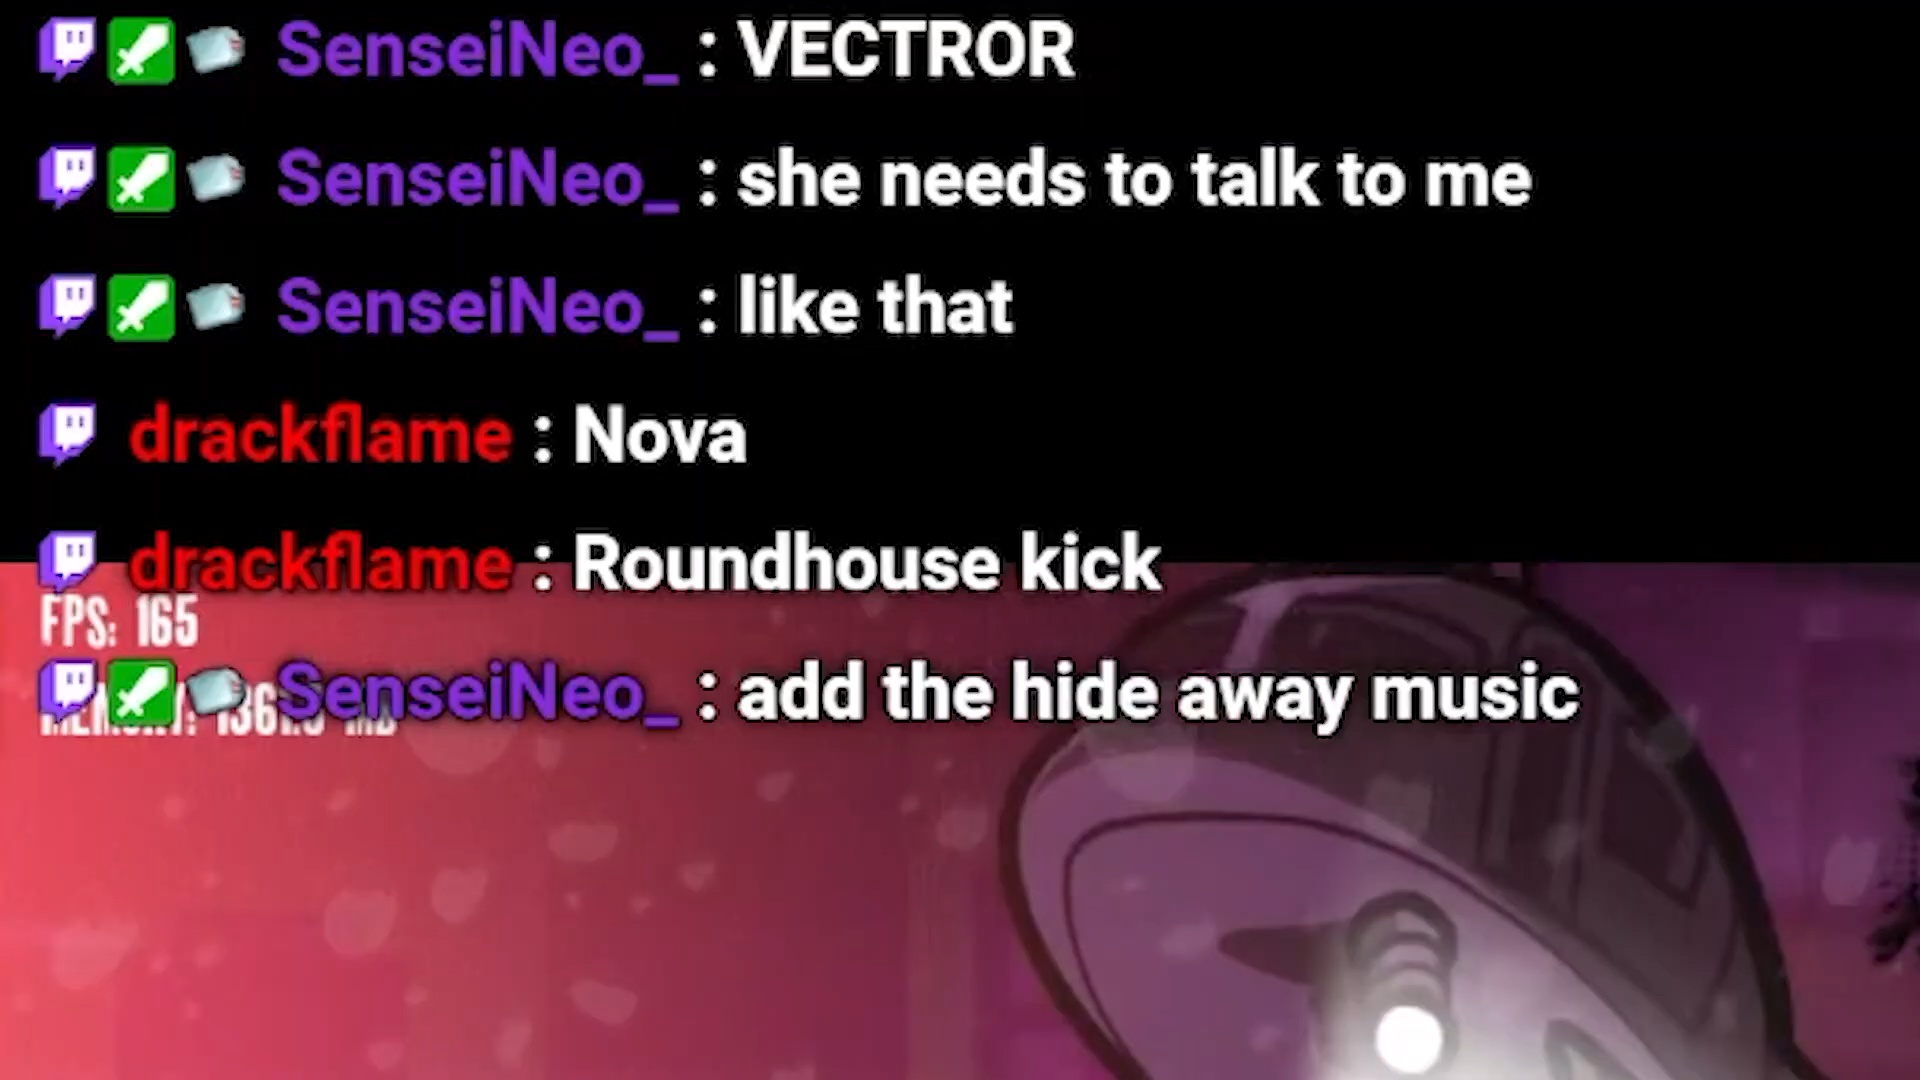 SenseiNeo_ : VECTROR
SenseiNeo_ : she needs to talk to me
SenseiNeo_ : like that
drackflame : Nova
drackflame : Roundhouse kick
FPS: 165
SenseiNeo_ : add the hide away music